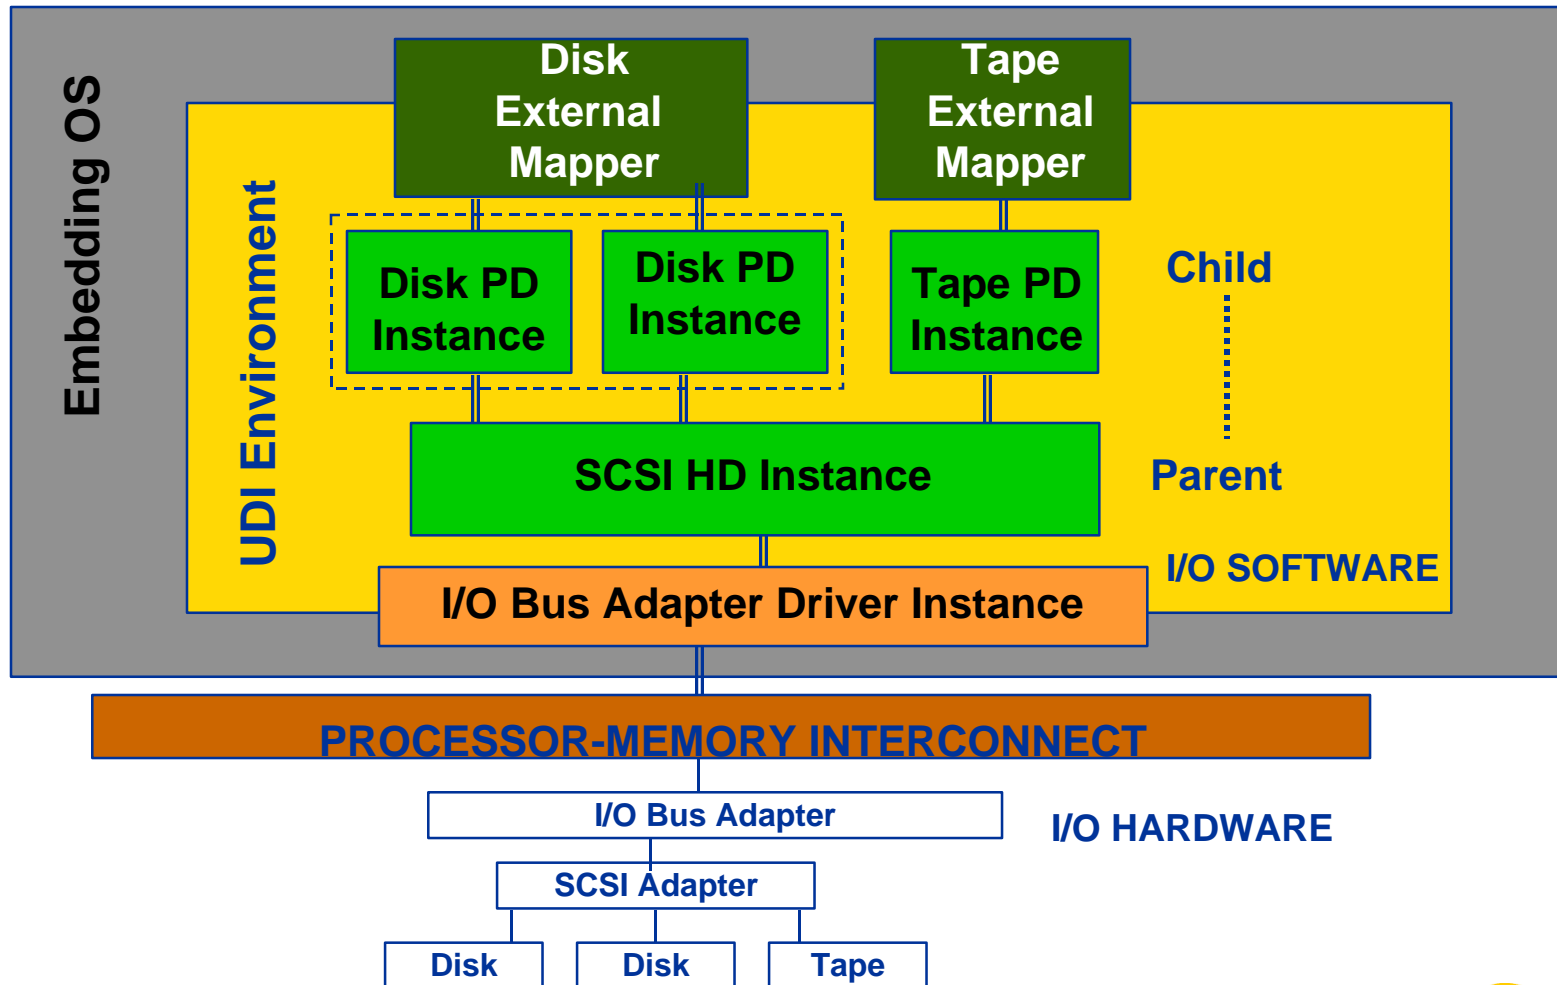 Embedding OS
UDI Environment
Disk
External
Mapper
Tape
External
Mapper
Disk PD
Instance
Disk PD
Instance
Tape PD
Instance
Child
SCSI HD Instance
Parent
I/O SOFTWARE
I/O Bus Adapter Driver Instance
PROCESSOR-MEMORY INTERCONNECT
I/O Bus Adapter
I/O HARDWARE
SCSI Adapter
Disk
Disk
Tape